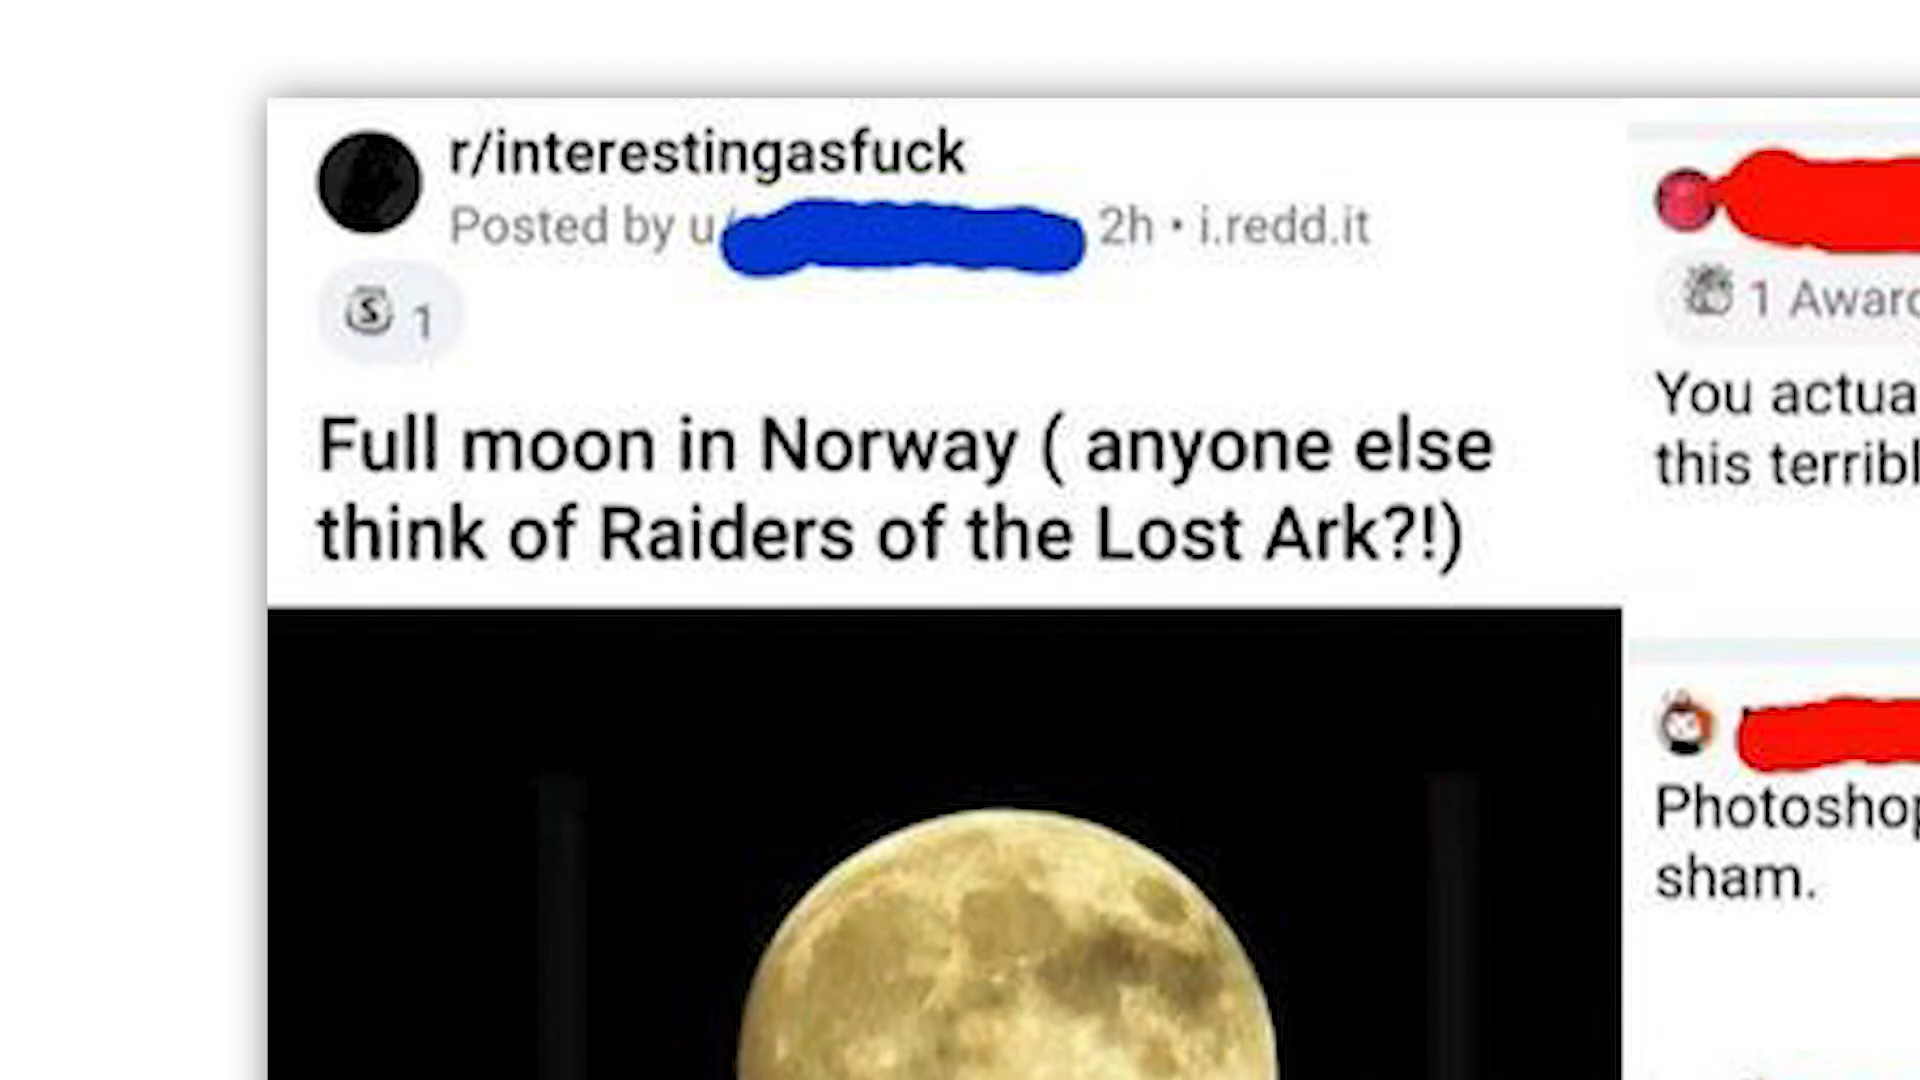 r/interestingasfuck
Posted by u/ 2h • i.redd.it
1
Full moon in Norway ( anyone else
think of Raiders of the Lost Ark?!)
1
You
this
sham.